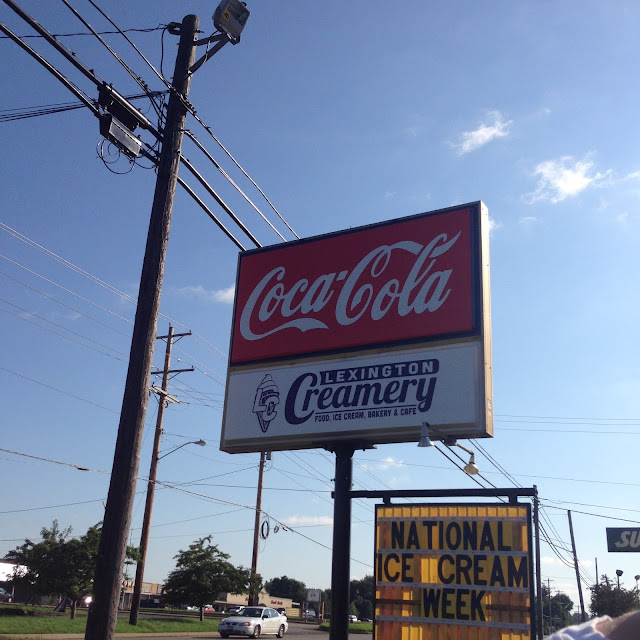 Coca-Cola
LEXINGTON
Creamery
FOOD, ICE CREAM, BAKERY & CAFE
NATIONAL
ICE CREAM
WEEK